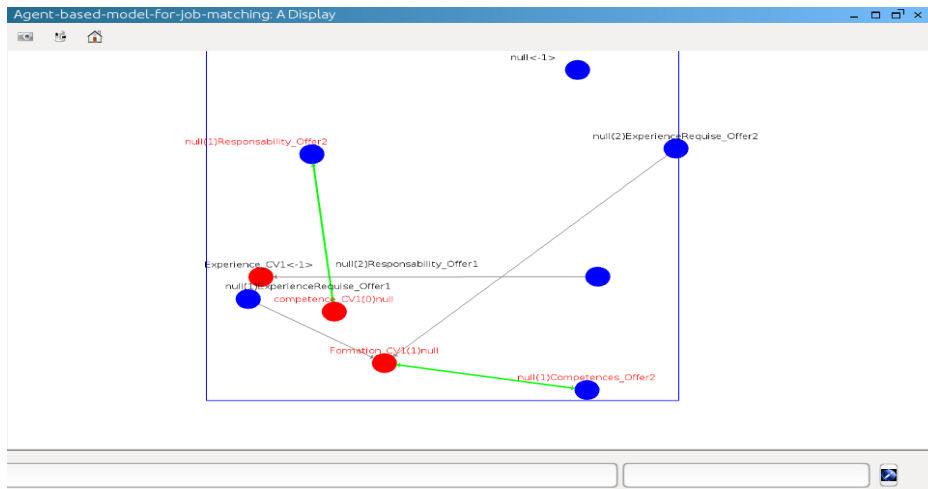 Agent-based-model-for-job-matching: A Display
null<-1>
null(2)ExperienceRequise_Offer2
null(1)Responsability_Offer2
Experience_CV1<-1>
null(2)Responsability_Offer1
null(1)ExperienceRequise_Offer1
competence_CV1(0)null
Formation_CV1(1)null
null(1)Competences_Offer2